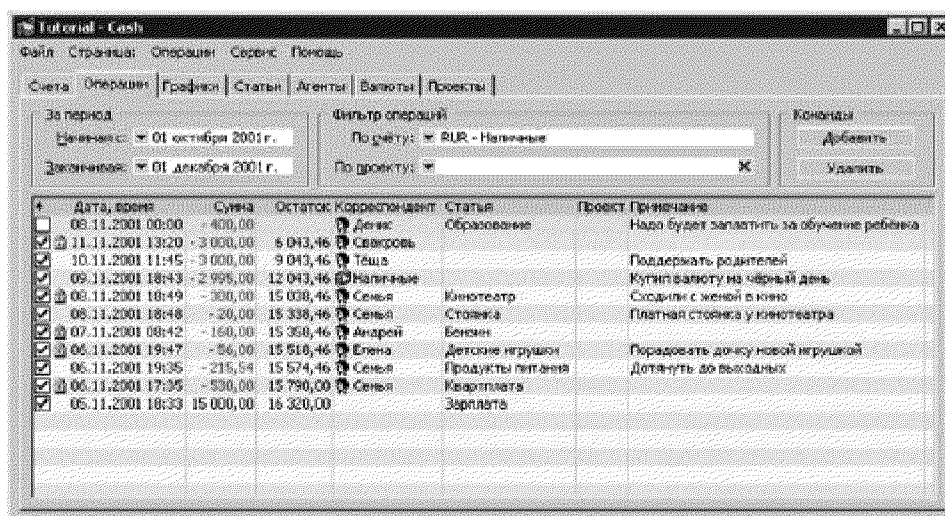 Tutorial - Cash
Файл Страница: Операции Сервис Помощь
Счета Операции Графики Статьи Агенты Валюты Проекты
За период Фильтр операций Команды
Начиная с: 01 октября 2001 г. По счёту: RUR - Наличные Добавить
Заканчивая: 01 декабря 2001 г. По проекту: Удалить
Дата, время Сумма Остаток Корреспондент Статья Проект Примечание
08.11.2001 00:00 - 400,00 Денис Образование Надо будет заплатить за обучение ребёнка
11.11.2001 13:20 - 3 000,00 6 043,46 Свекровь
10.11.2001 11:45 - 3 000,00 9 043,46 Тёща Поддержать родителей
09.11.2001 18:43 - 2 995,00 12 043,46 Наличные Купил валюту на чёрный день
08.11.2001 18:49 - 300,00 15 038,46 Семья Кинотеатр Сходили с женой в кино
08.11.2001 18:48 - 20,00 15 338,46 Семья Стоянка Платная стоянка у кинотеатра
07.11.2001 08:42 - 160,00 15 358,46 Андрей Бензин
06.11.2001 19:47 - 56,00 15 518,46 Елена Детские игрушки Порадовать дочку новой игрушкой
06.11.2001 19:35 - 215,54 15 574,46 Семья Продукты питания Дотянуть до выходных
06.11.2001 17:35 - 530,00 15 790,00 Семья Квартплата
05.11.2001 18:33 15 000,00 16 320,00 Зарплата